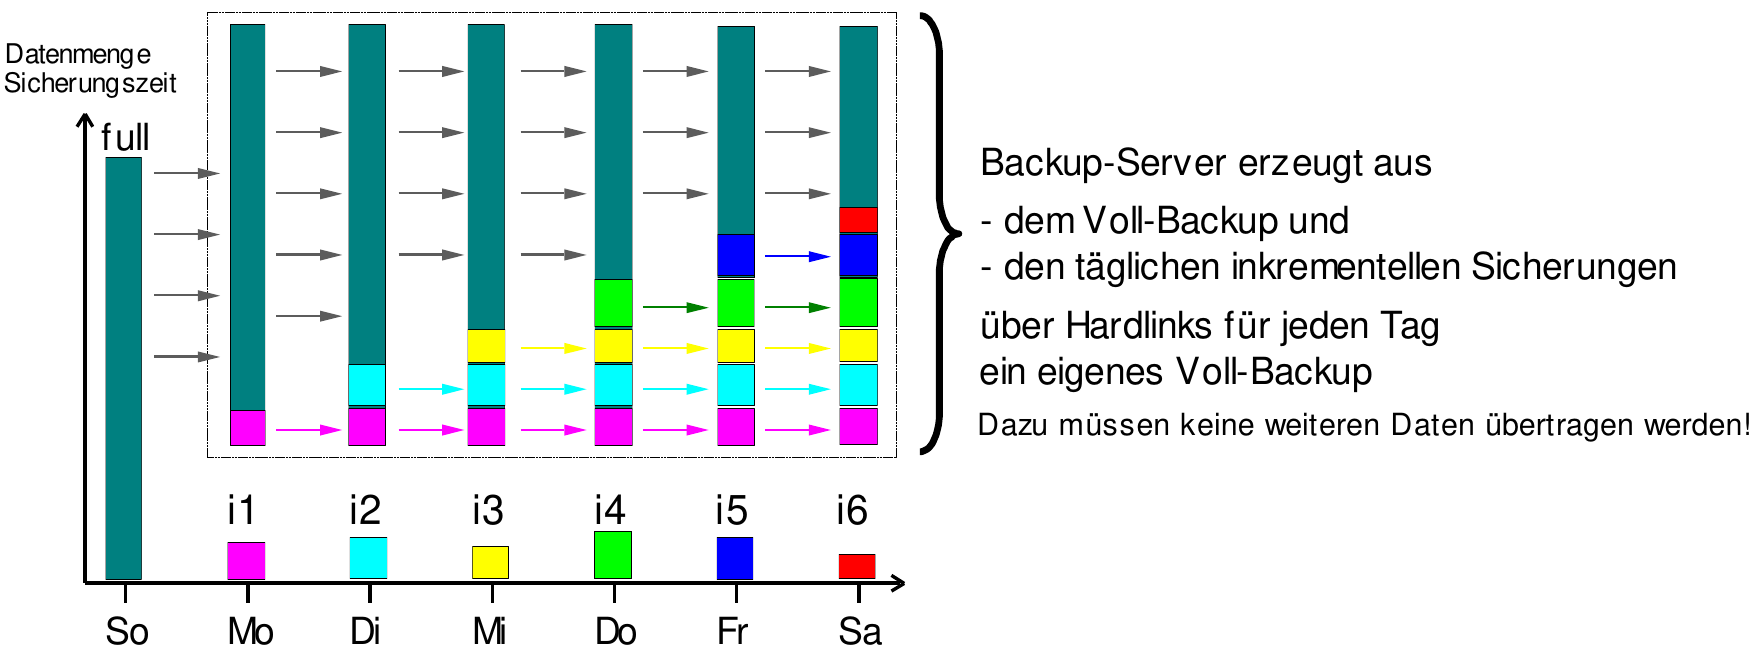 Datenmenge
Sicherungszeit
full
Backup-Server erzeugt aus
- dem Voll-Backup und
- den täglichen inkrementellen Sicherungen
über Hardlinks für jeden Tag
ein eigenes Voll-Backup
Dazu müssen keine weiteren Daten übertragen werden!
i1 i2 i3 i4 i5 i6
So Mo Di Mi Do Fr Sa